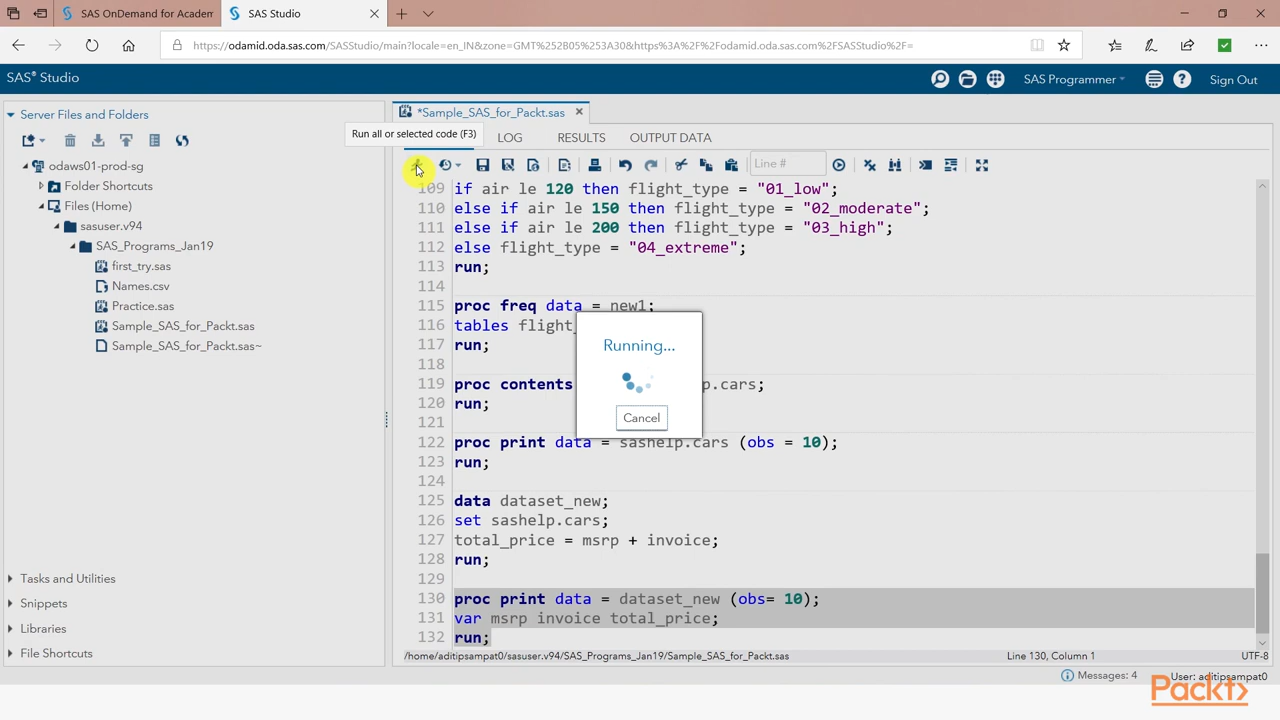 SAS OnDemand for Academ
SAS Studio
https://odamid.oda.sas.com/SASStudio/main?locale=en_IN&zone=GMT%252B05%253A30&https%3A%2F%2Fodamid.oda.sas.com%2FSASStudio%2F=
SAS® Studio
SAS Programmer
Sign Out
Server Files and Folders
odaws01-prod-sg
Folder Shortcuts
Files (Home)
sasuser.v94
SAS_Programs_Jan19
first_try.sas
Names.csv
Practice.sas
Sample_SAS_for_Packt.sas
Sample_SAS_for_Packt.sas~
Tasks and Utilities
Snippets
Libraries
File Shortcuts
*Sample_SAS_for_Packt.sas
Run all or selected code (F3)
LOG
RESULTS
OUTPUT DATA
Line #
109 if air le 120 then flight_type = "01_low";
110 else if air le 150 then flight_type = "02_moderate";
111 else if air le 200 then flight_type = "03_high";
112 else flight_type = "04_extreme";
113 run;
114
115 proc freq data = new1;
116 tables flight_
117 run;
118
119 proc contents p.cars;
120 run;
121
122 proc print data = sashelp.cars (obs = 10);
123 run;
124
125 data dataset_new;
126 set sashelp.cars;
127 total_price = msrp + invoice;
128 run;
129
130 proc print data = dataset_new (obs= 10);
131 var msrp invoice total_price;
132 run;
Running...
Cancel
/home/aditipsampat0/sasuser.v94/SAS_Programs_Jan19/Sample_SAS_for_Packt.sas
Line 130, Column 1
UTF-8
Messages: 4
User: aditipsampat0
Packt>